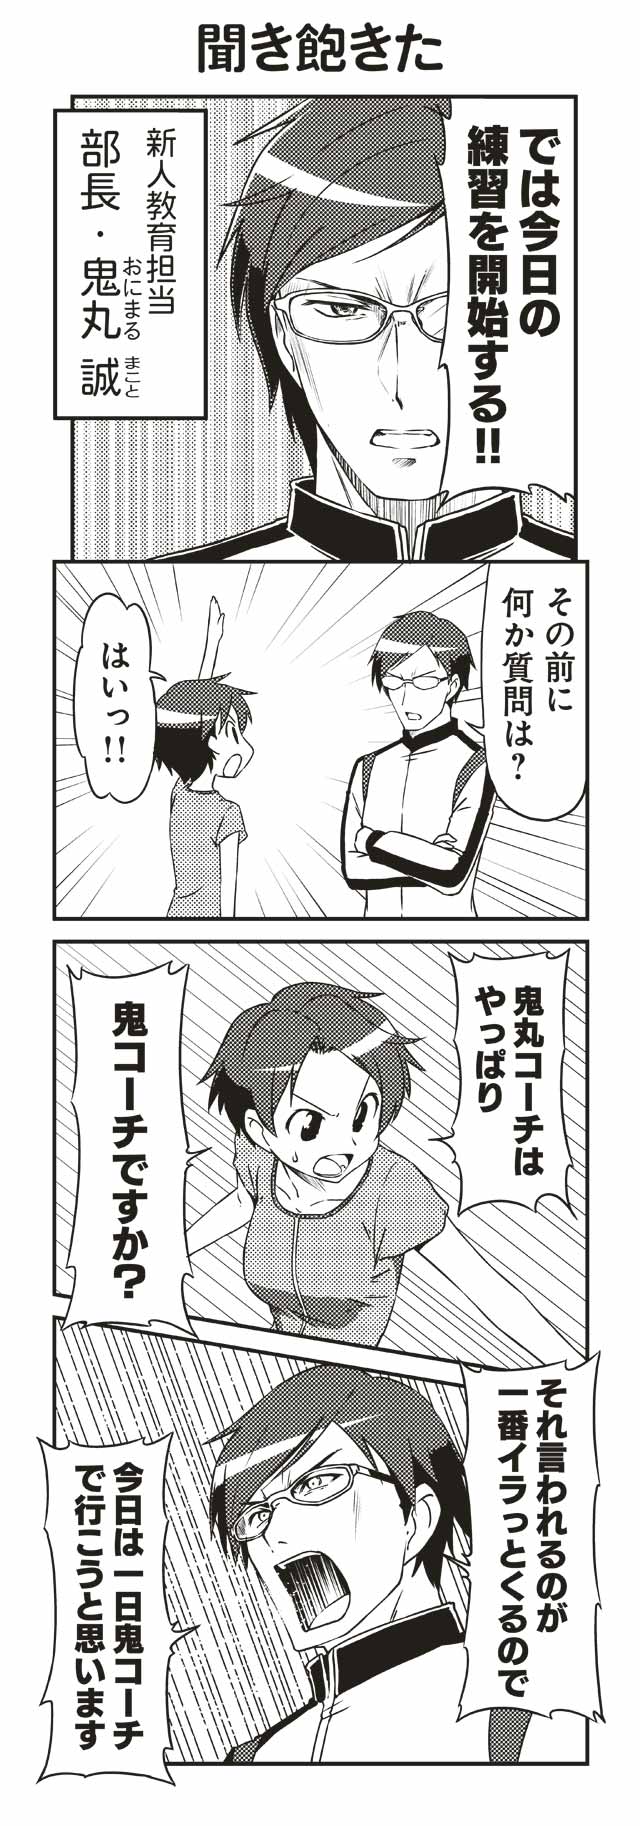 聞き飽きた
では今日の
練習を開始する!!
新人教育担当
部長・鬼丸 誠
おにまる まこと
その前に
何か質問は?
はいっ!!
鬼丸コーチは
やっぱり
鬼コーチですか?
それ言われるのが
一番イラっとくるので
今日は一日鬼コーチ
で行こうと思います